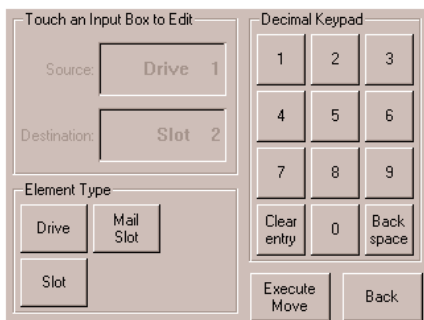 Touch an Input Box to Edit
Source: Drive 1
Destination: Slot 2
Element Type
Drive
Mail
Slot
Slot
Decimal Keypad
1 2 3
4 5 6
7 8 9
Clear
entry
0
Back
space
Execute
Move
Back